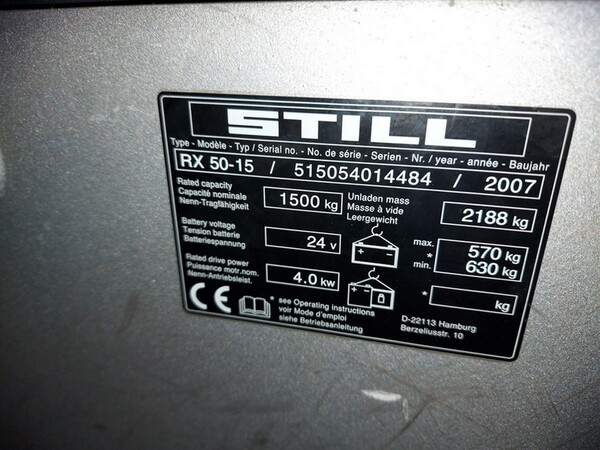 STILL
Type - Modèle - Typ / Serial no. - No. de série - Serien - Nr. / year - année - Baujahr
RX 50-15 / 515054014484 / 2007
Rated capacity
Capacité nominale
Nenn-Tragfähigkeit
1500 kg
Unladen mass
Masse à vide
Leergewicht
2188 kg
Battery voltage
Tension batterie
Batteriespannung
24 v
max. 570 kg
*
min. 630 kg
Rated drive power
Puissance motr.nom.
Nenn-Antriebsleist.
4.0 kw
* kg
CE
* see Operating instructions
voir Mode d'emploi
siehe Betriebsanleitung
D-22113 Hamburg
Berzeliusstr. 10